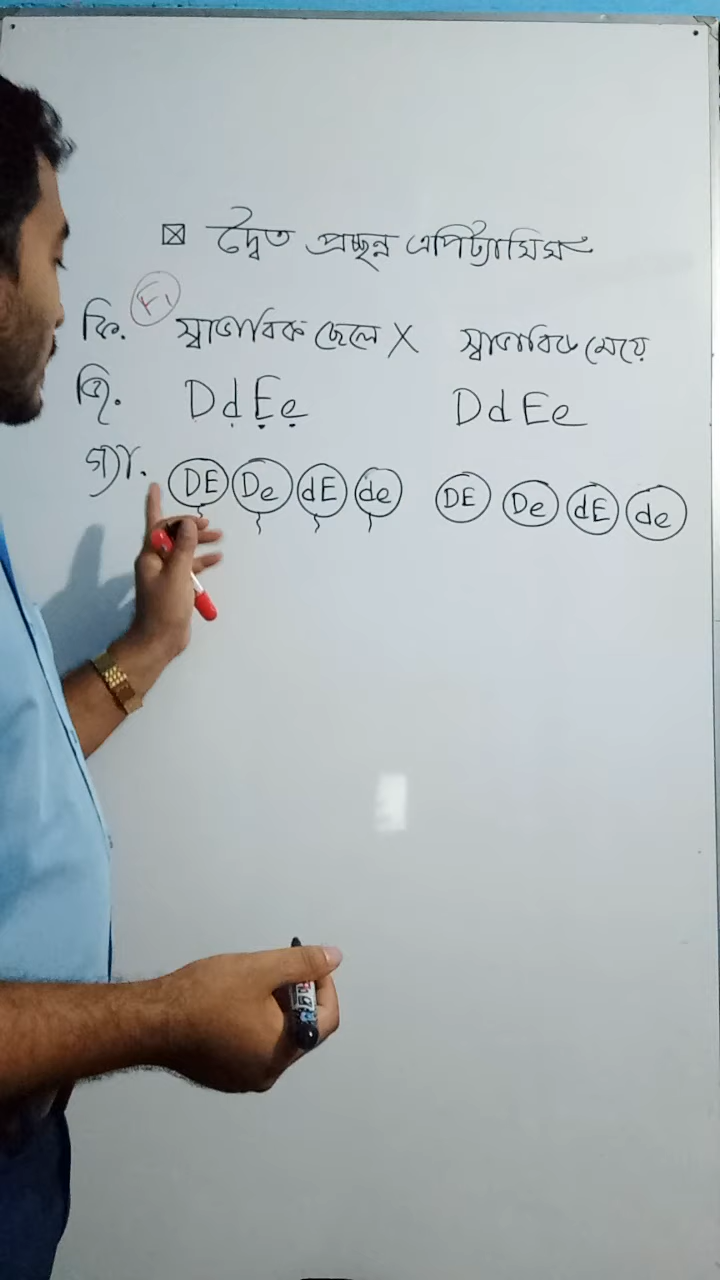 দ্বৈত প্রচ্ছন্ন এপিস্ট্যাসিস
ফি. F1 স্বাভাবিক ছেলে X স্বাভাবিক মেয়ে
জি. DdEe DdEe
গ্যা. DE De dE de DE De dE de